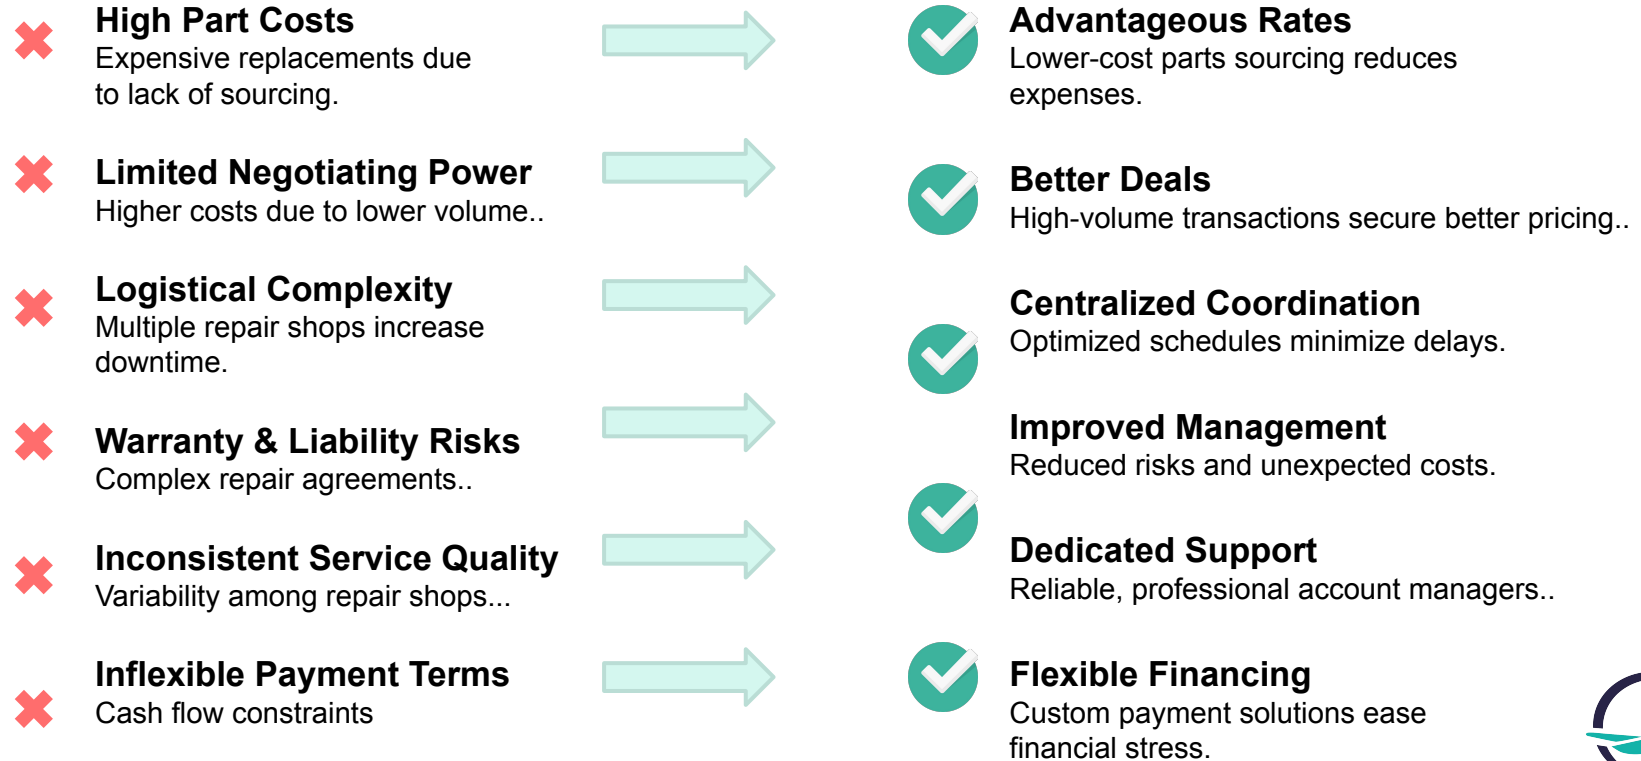 High Part Costs
Expensive replacements due
to lack of sourcing.
Limited Negotiating Power
Higher costs due to lower volume..
Logistical Complexity
Multiple repair shops increase
downtime.
Warranty & Liability Risks
Complex repair agreements..
Inconsistent Service Quality
Variability among repair shops...
Inflexible Payment Terms
Cash flow constraints
Advantageous Rates
Lower-cost parts sourcing reduces
expenses.
Better Deals
High-volume transactions secure better pricing..
Centralized Coordination
Optimized schedules minimize delays.
Improved Management
Reduced risks and unexpected costs.
Dedicated Support
Reliable, professional account managers..
Flexible Financing
Custom payment solutions ease
financial stress.